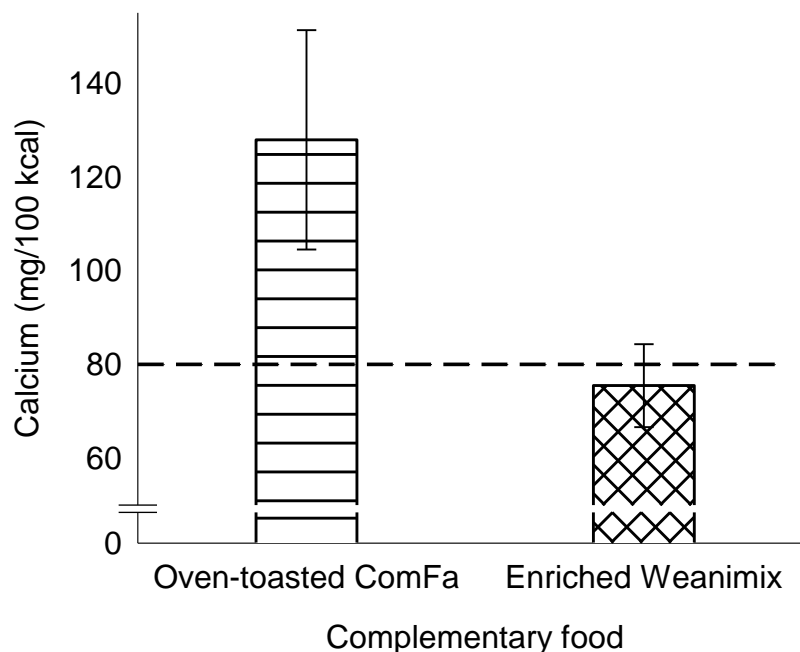 Calcium (mg/100 kcal)
140
120
100
80
60
0
Oven-toasted ComFa
Enriched Weanimix
Complementary food